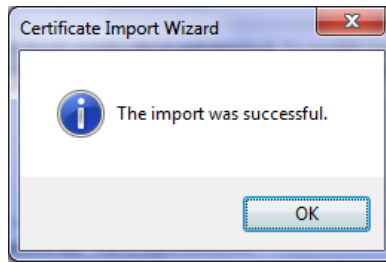 Certificate Import Wizard
The import was successful.
OK